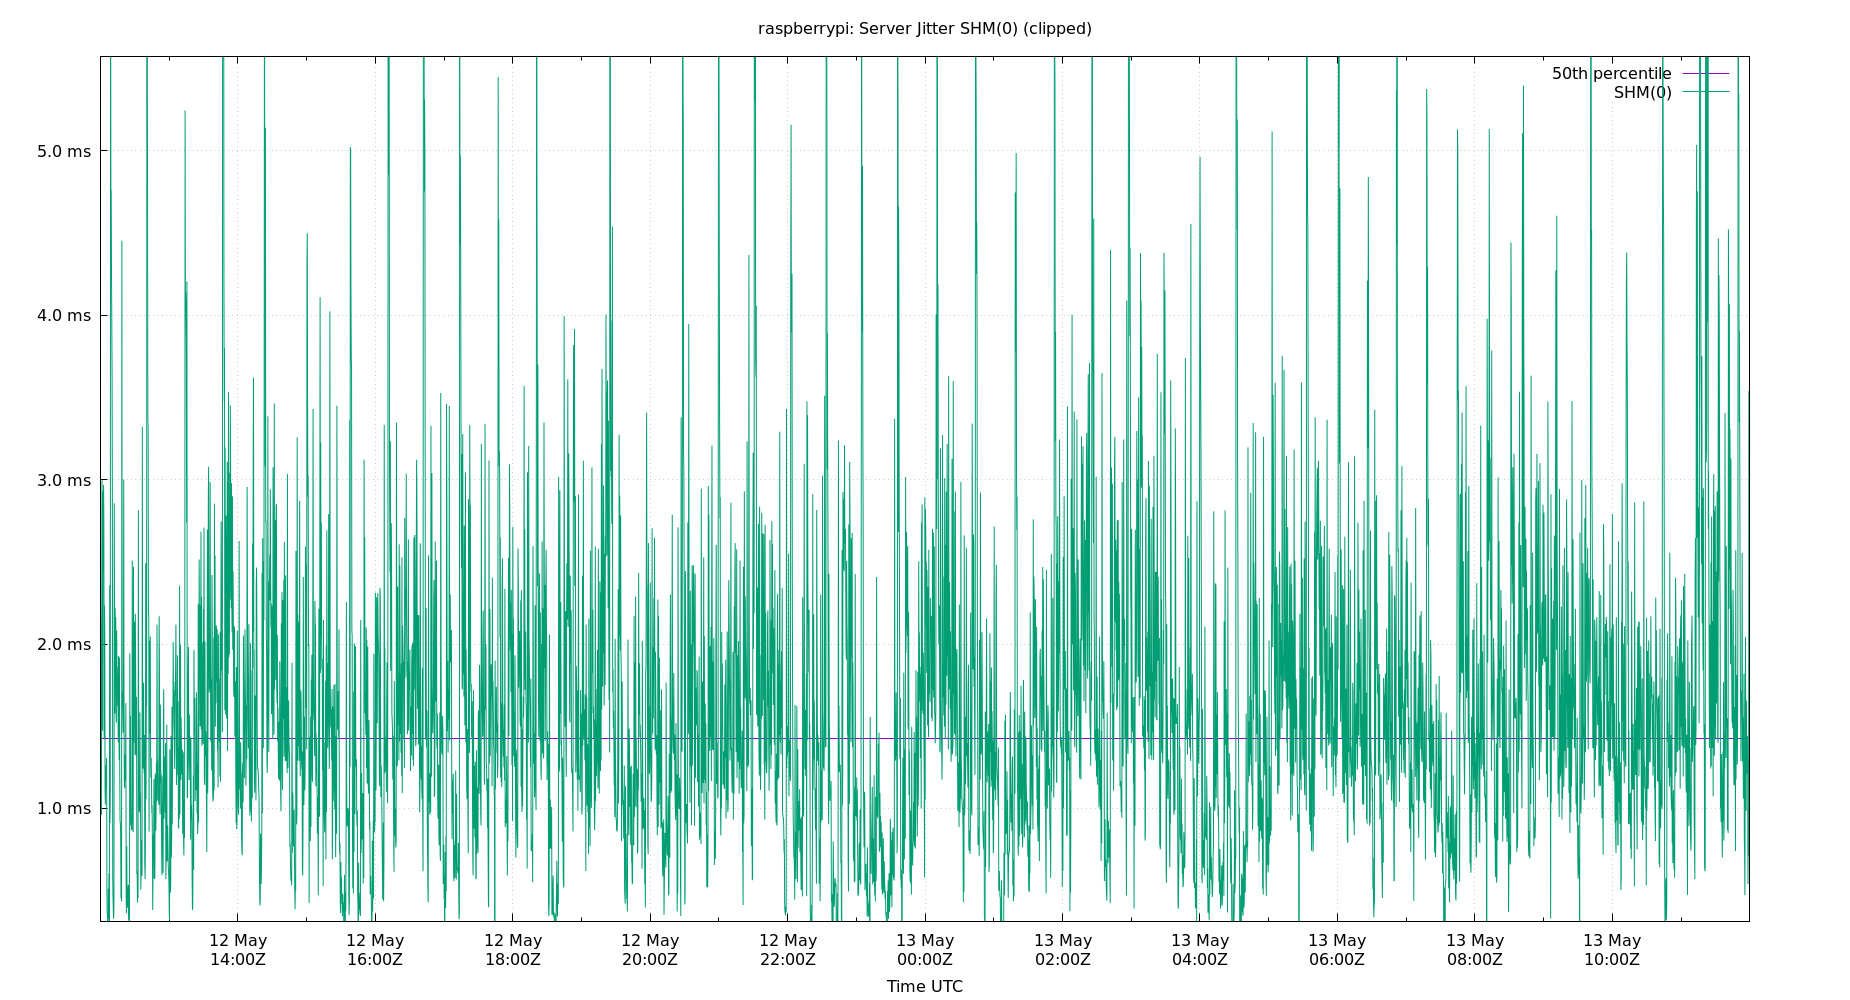 raspberrypi: Server Jitter SHM(0) (clipped)
50th percentile
SHM(0)
5.0 ms
4.0 ms
3.0 ms
2.0 ms
1.0 ms
12 May 12 May 12 May 12 May 12 May 13 May 13 May 13 May 13 May 13 May 13 May
14:00Z 16:00Z 18:00Z 20:00Z 22:00Z 00:00Z 02:00Z 04:00Z 06:00Z 08:00Z 10:00Z
Time UTC